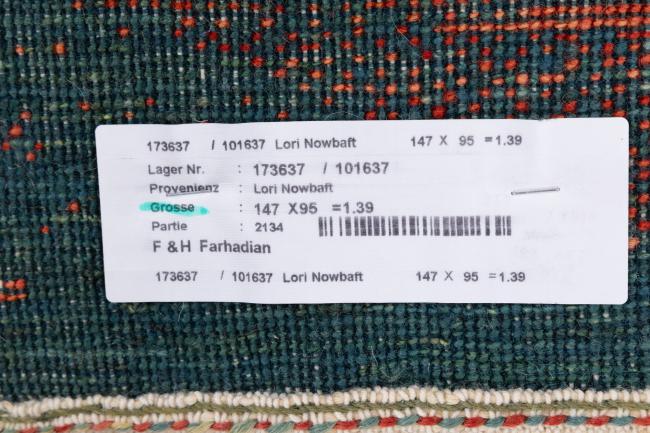 173637 / 101637 Lori Nowbaft 147 X 95 =1.39
Lager Nr. : 173637 / 101637
Provenienz : Lori Nowbaft
Grosse : 147 X95 =1.39
Partie : 2134
F & H Farhadian
173637 / 101637 Lori Nowbaft 147 X 95 =1.39